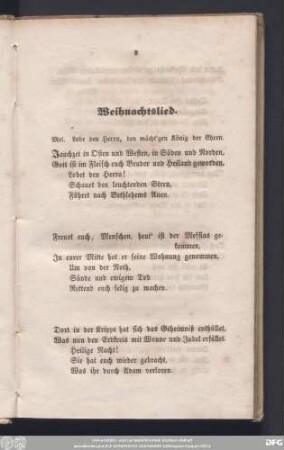 3
Weihnachtslied.
Mel. Lobe den Herrn, den mächt'gen König der Ehren.
Jauchzet in Osten und Westen, in Süden und Norden,
Gott ist im Fleisch euch Bruder und Heiland geworden.
Lobet den Herrn!
Schauet den leuchtenden Stern,
Führet nach Bethlehems Auen.
Freuet euch, Menschen, heut' ist der Messias ge-
kommen,
In eurer Mitte hat er seine Wohnung genommen,
Um von der Noth,
Sünde und ewigem Tod
Rettend euch selig zu machen.
Dort in der Krippe hat sich das Geheimniß enthüllet,
Was nun den Erdkreis mit Wonne und Jubel erfüllet
Heilige Nacht!
Sie hat euch wieder gebracht,
Was ihr durch Adam verloren.